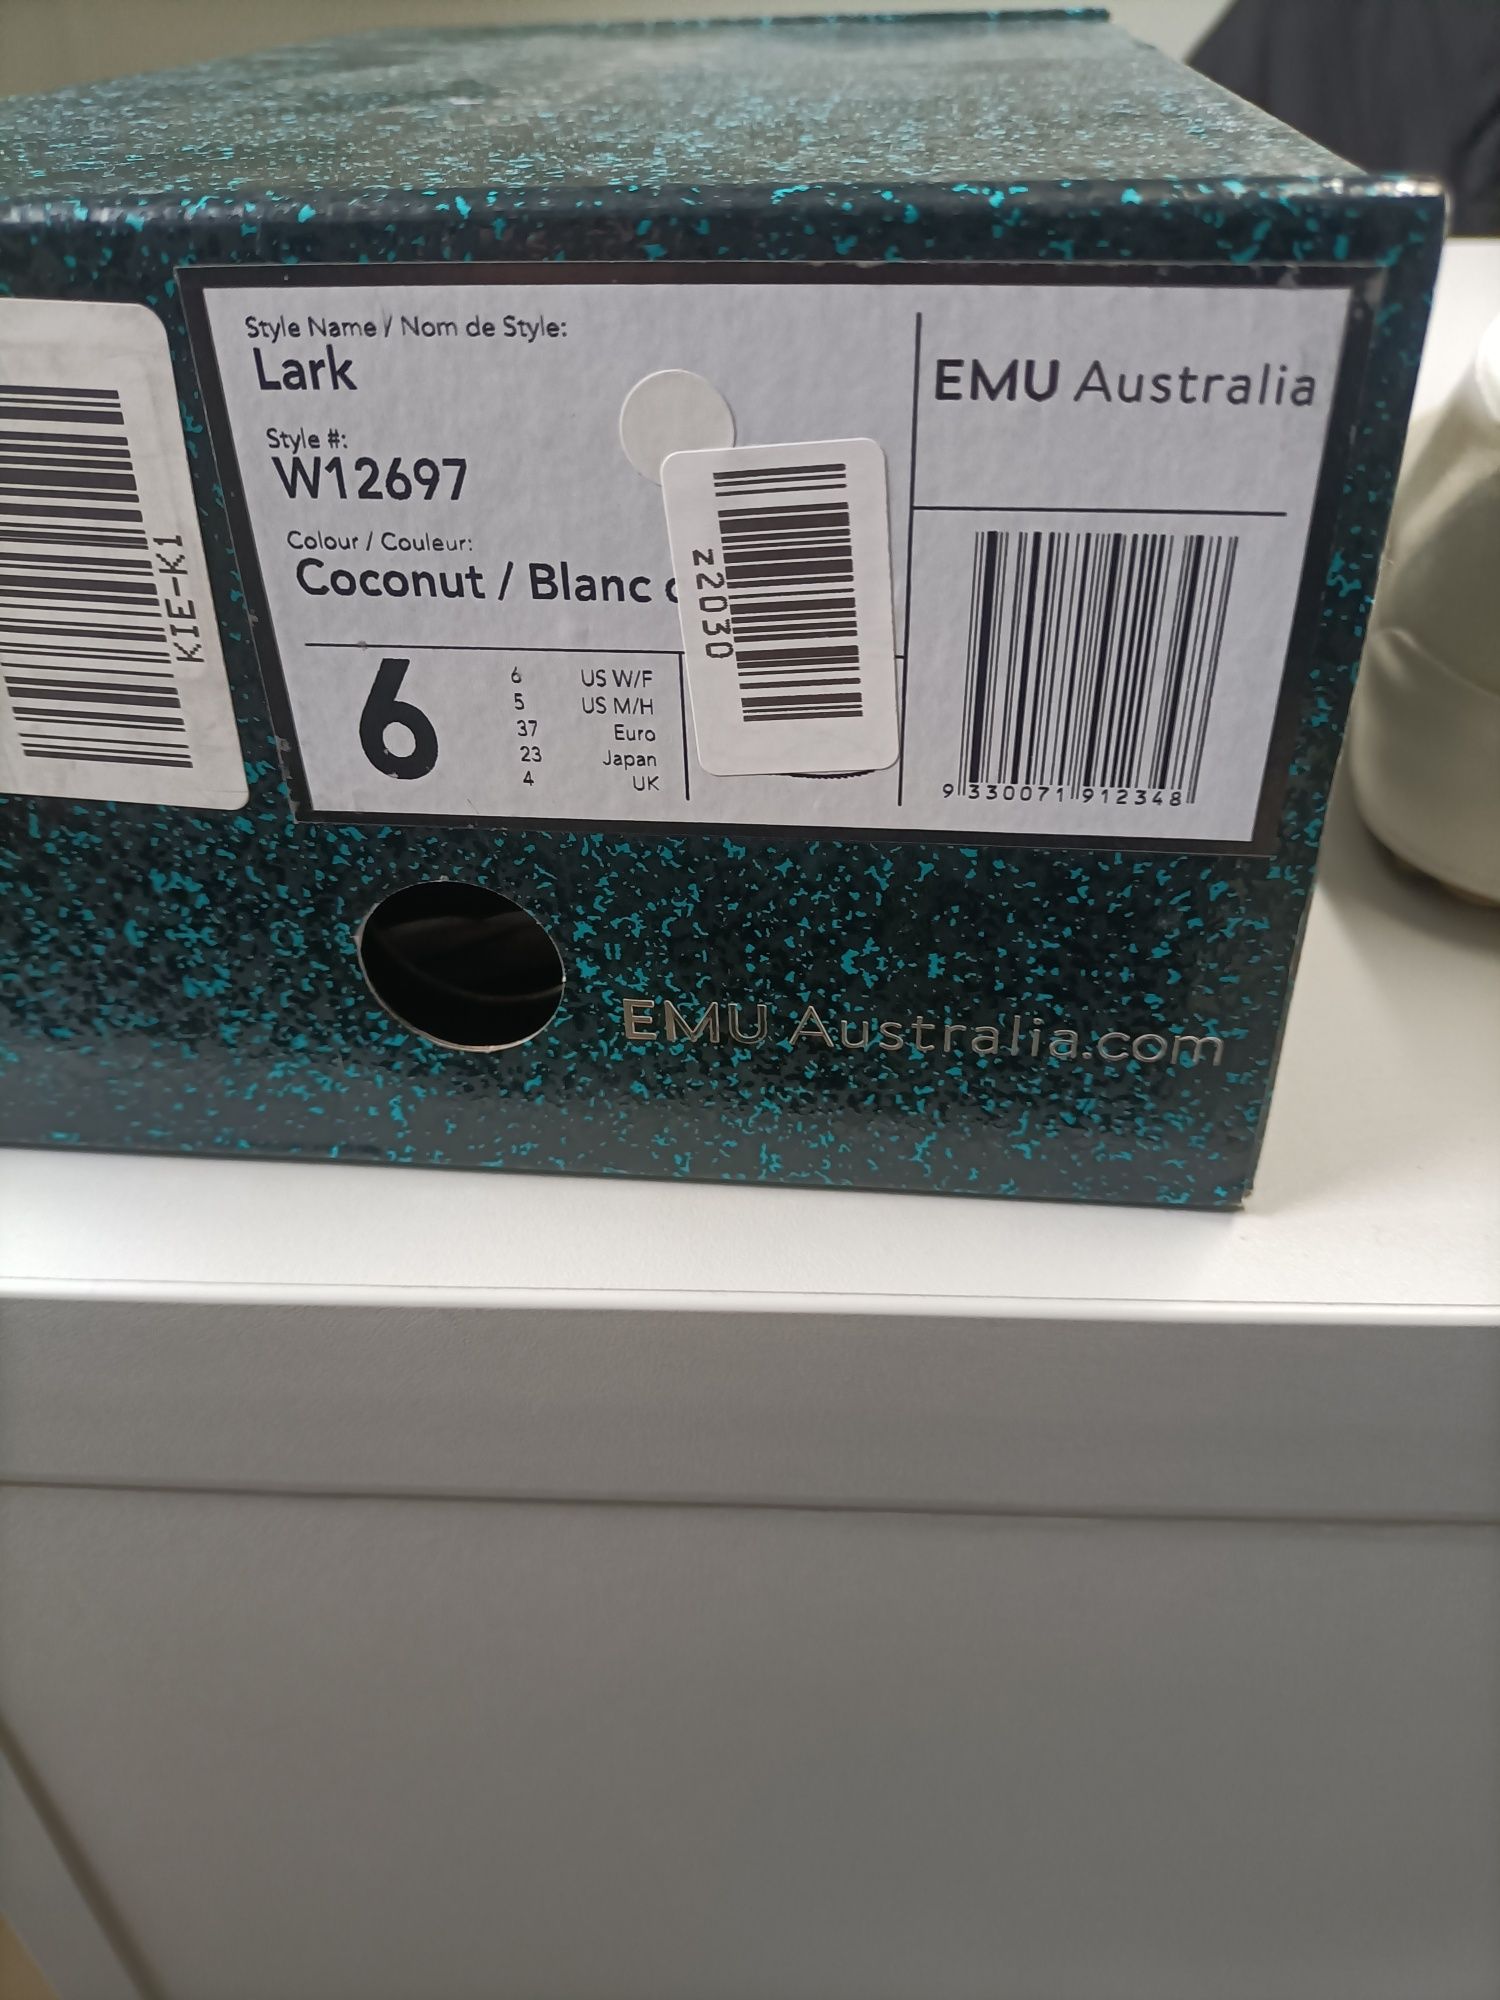 KIE-K1
Style Name / Nom de Style:
Lark
Style #:
W12697
Colour / Couleur:
Coconut / Blanc
6
6 US W/F
5 US M/H
37 Euro
23 Japan
4 UK
z2030
EMU Australia
9 330071 912348
EMU Australia.com